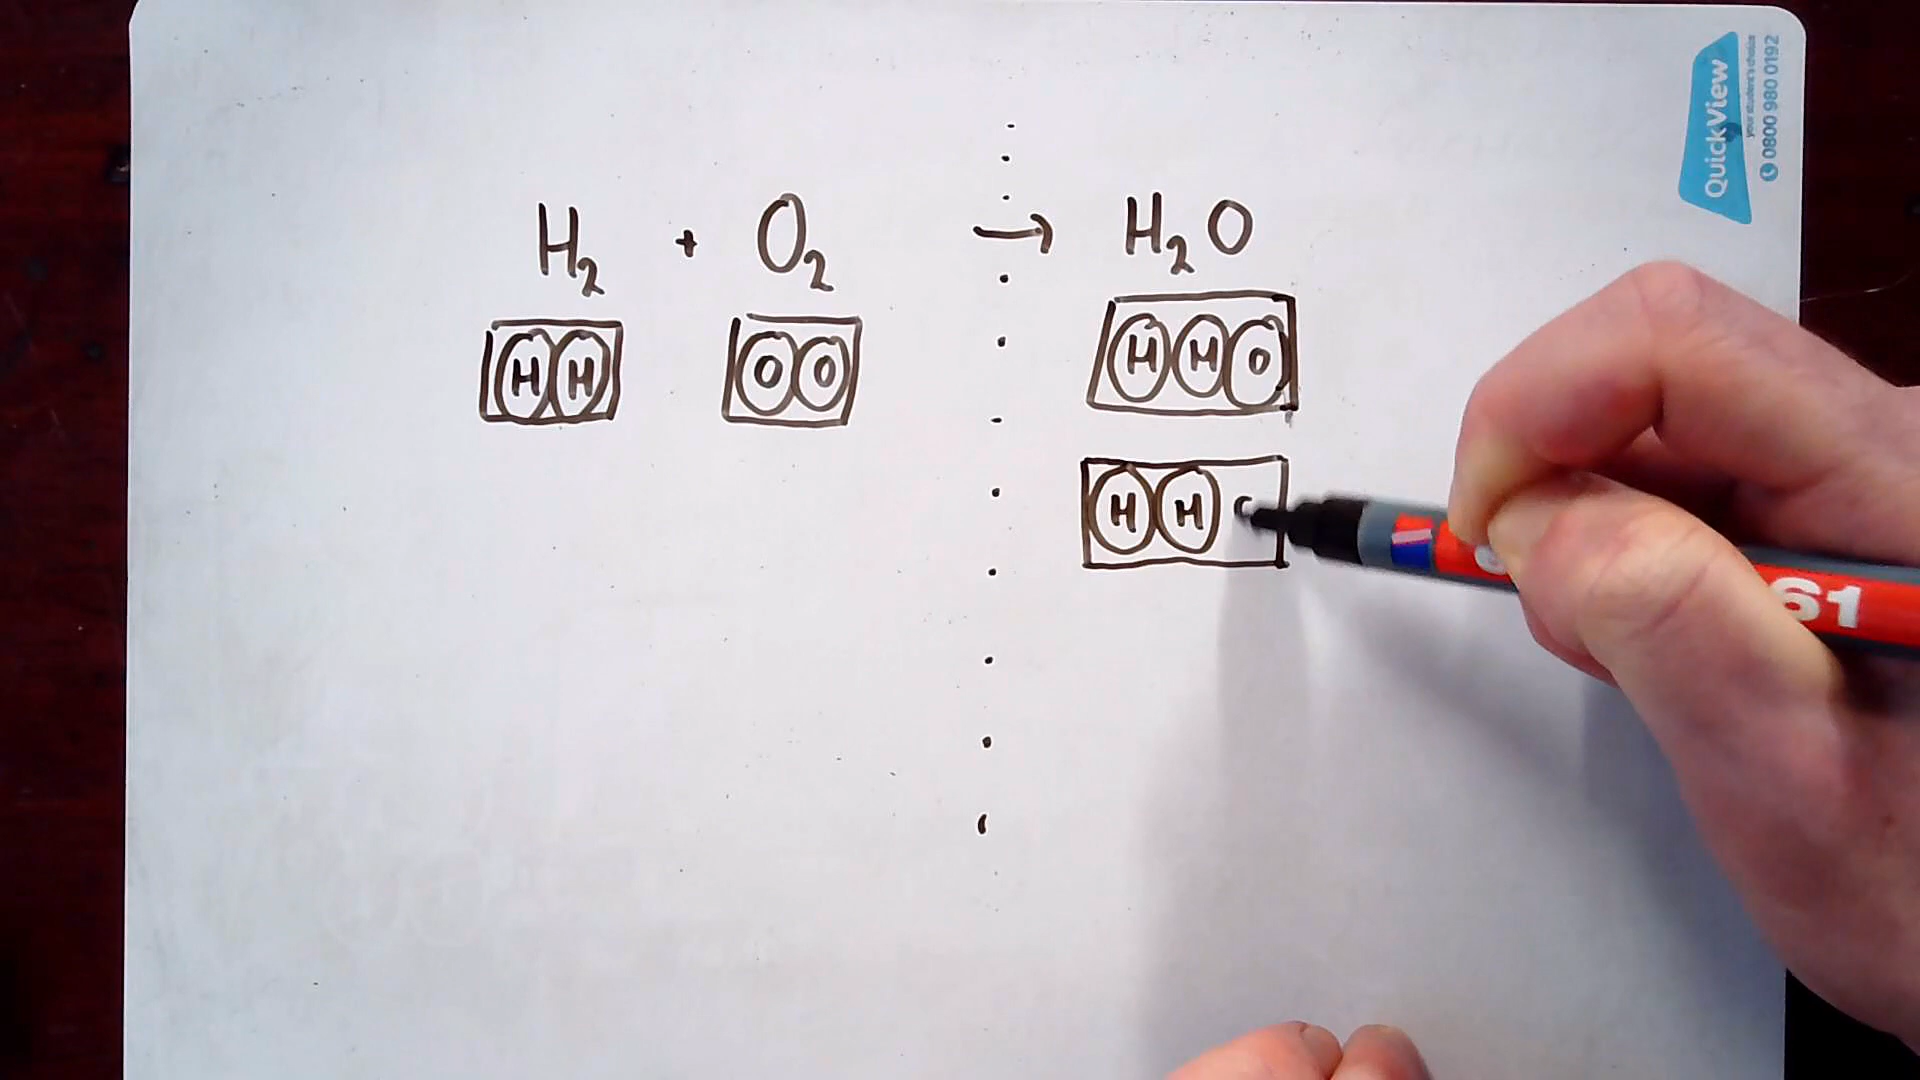 H₂ + O₂ → H₂O
H H O O H H O
H H
QuickView
your student's choice
0800 980 0192
61